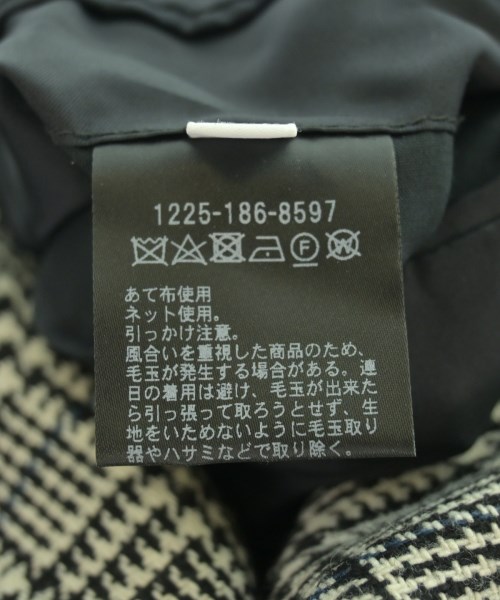 1225-186-8597
あて布使用
ネット使用。
引っかけ注意。
風合いを重視した商品のため、
毛玉が発生する場合がある。連
日の着用は避け、毛玉が出来た
ら引っ張って取ろうとせず、生
地をいためないように毛玉取り
器やハサミなどで取り除く。